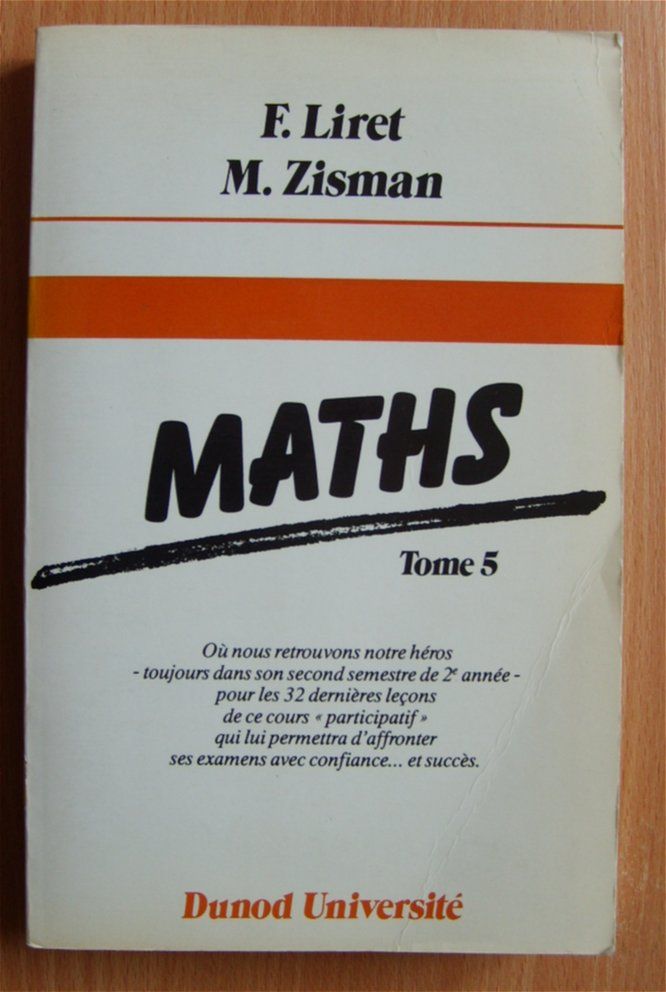 F. Liret
M. Zisman
MATHS
Tome 5
Où nous retrouvons notre héros
- toujours dans son second semestre de 2e année -
pour les 32 dernières leçons
de ce cours « participatif »
qui lui permettra d'affronter
ses examens avec confiance... et succès.
Dunod Université